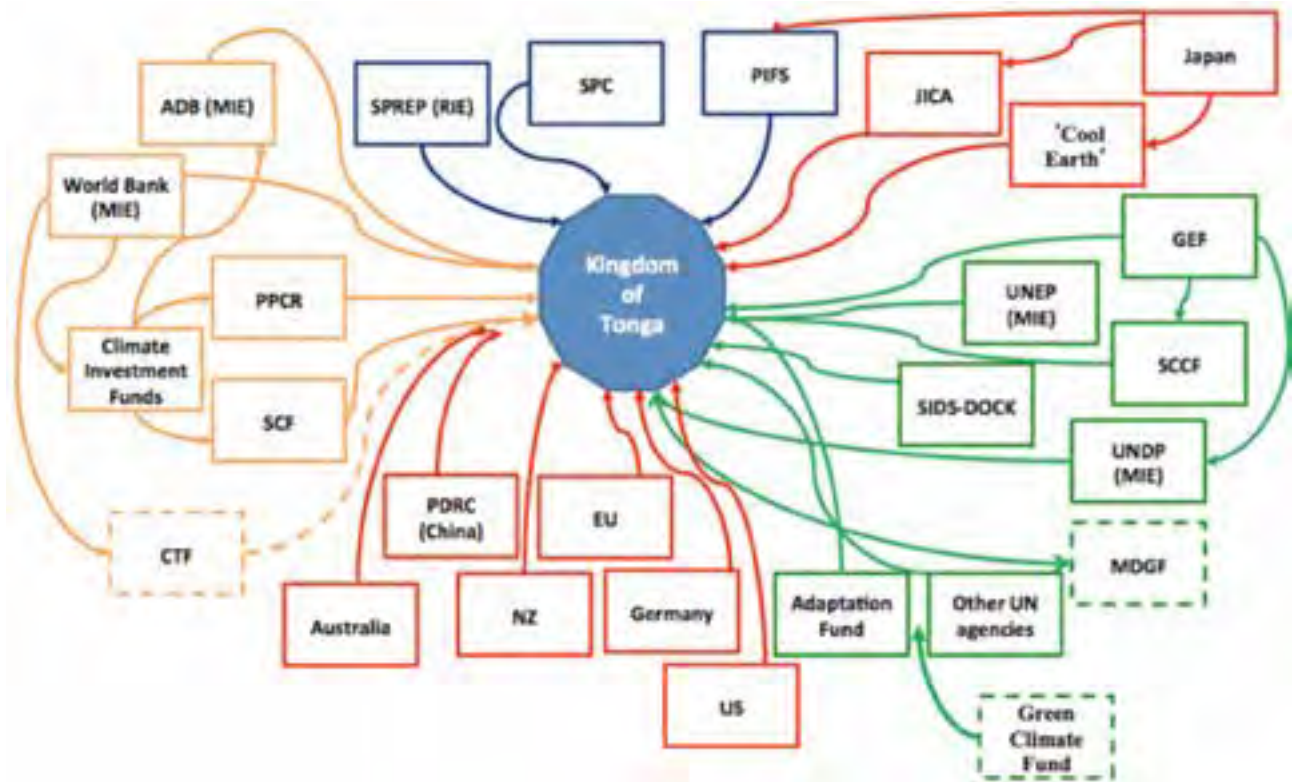 ADB (MIE)
SPREP (RIE)
SPC
PIFS
JICA
Japan
'Cool
Earth'
World Bank
(MIE)
Kingdom
of
Tonga
GEF
PPCR
UNEP
(MIE)
Climate
Investment
Funds
SCCF
SCF
SIDS-DOCK
UNDP
(MIE)
PDRC
(China)
EU
CTF
MDGF
Australia
NZ
Germany
Adaptation
Fund
Other UN
agencies
US
Green
Climate
Fund